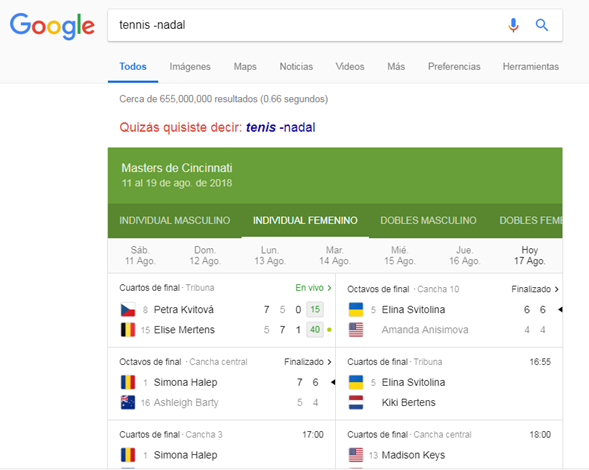 Google
tennis -nadal
Todos Imágenes Maps Noticias Videos Más Preferencias Herramientas
Cerca de 655,000,000 resultados (0.66 segundos)
Quizás quisiste decir: tenis -nadal
Masters de Cincinnati
11 al 19 de ago. de 2018
INDIVIDUAL MASCULINO INDIVIDUAL FEMENINO DOBLES MASCULINO DOBLES FEME
Sáb. Dom. Lun. Mar. Mié. Jue. Hoy
11 Ago. 12 Ago. 13 Ago. 14 Ago. 15 Ago. 16 Ago. 17 Ago.
Cuartos de final · Tribuna En vivo >
8 Petra Kvitová 7 5 0 15
15 Elise Mertens 5 7 1 40
Octavos de final · Cancha 10 Finalizado >
5 Elina Svitolina 6 6
Amanda Anisimova 4 4
Octavos de final · Cancha central Finalizado >
1 Simona Halep 7 6
16 Ashleigh Barty 5 4
Cuartos de final · Tribuna 16:55
5 Elina Svitolina
Kiki Bertens
Cuartos de final · Cancha 3 17:00
1 Simona Halep
Cuartos de final · Cancha central 18:00
13 Madison Keys